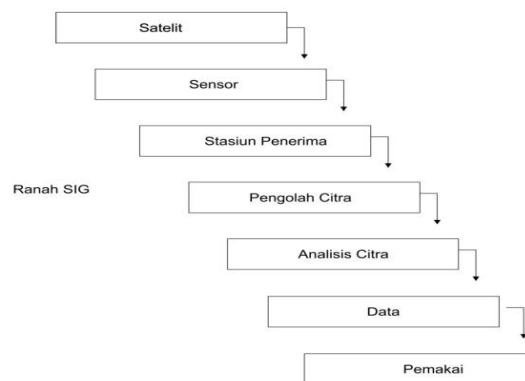 Satelit
Sensor
Stasiun Penerima
Ranah SIG
Pengolah Citra
Analisis Citra
Data
Pemakai